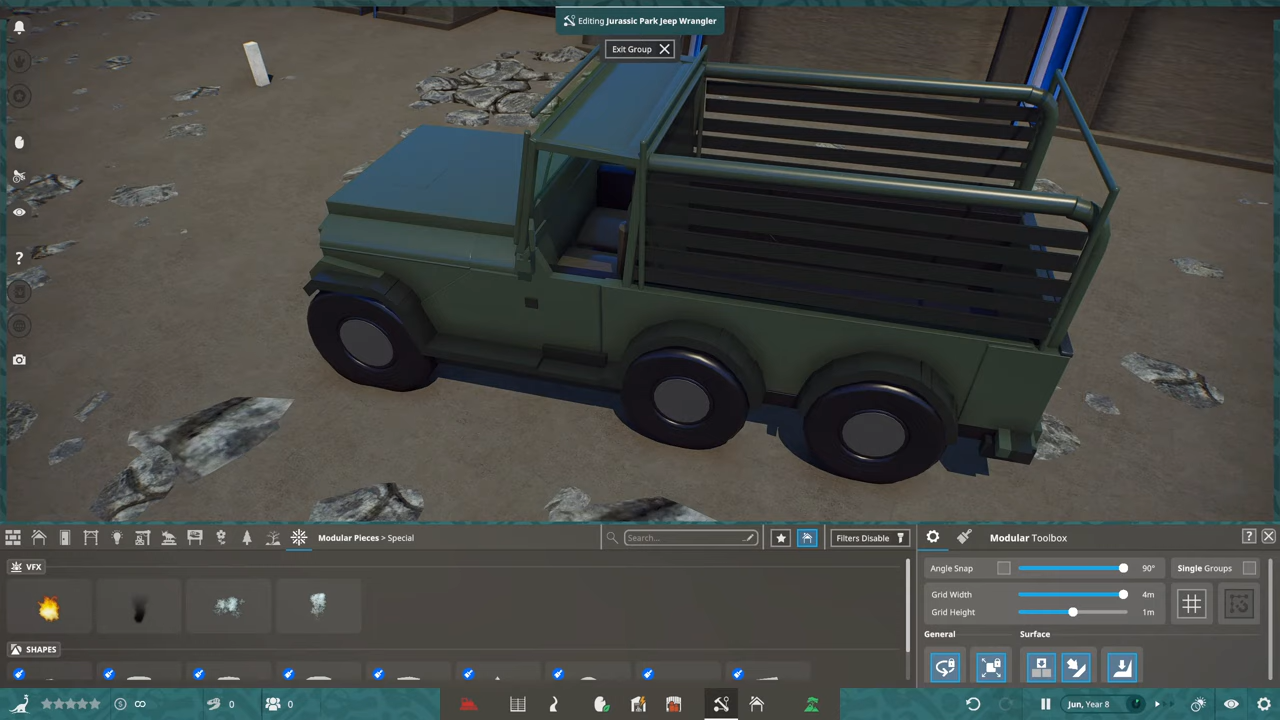 Editing Jurassic Park Jeep Wrangler
Exit Group
?
Modular Pieces > Special
Search...
Filters Disable
Modular Toolbox
?
VFX
Angle Snap
90°
Single Groups
Grid Width
4m
Grid Height
1m
General
Surface
SHAPES
∞
0
0
Jun, Year 8